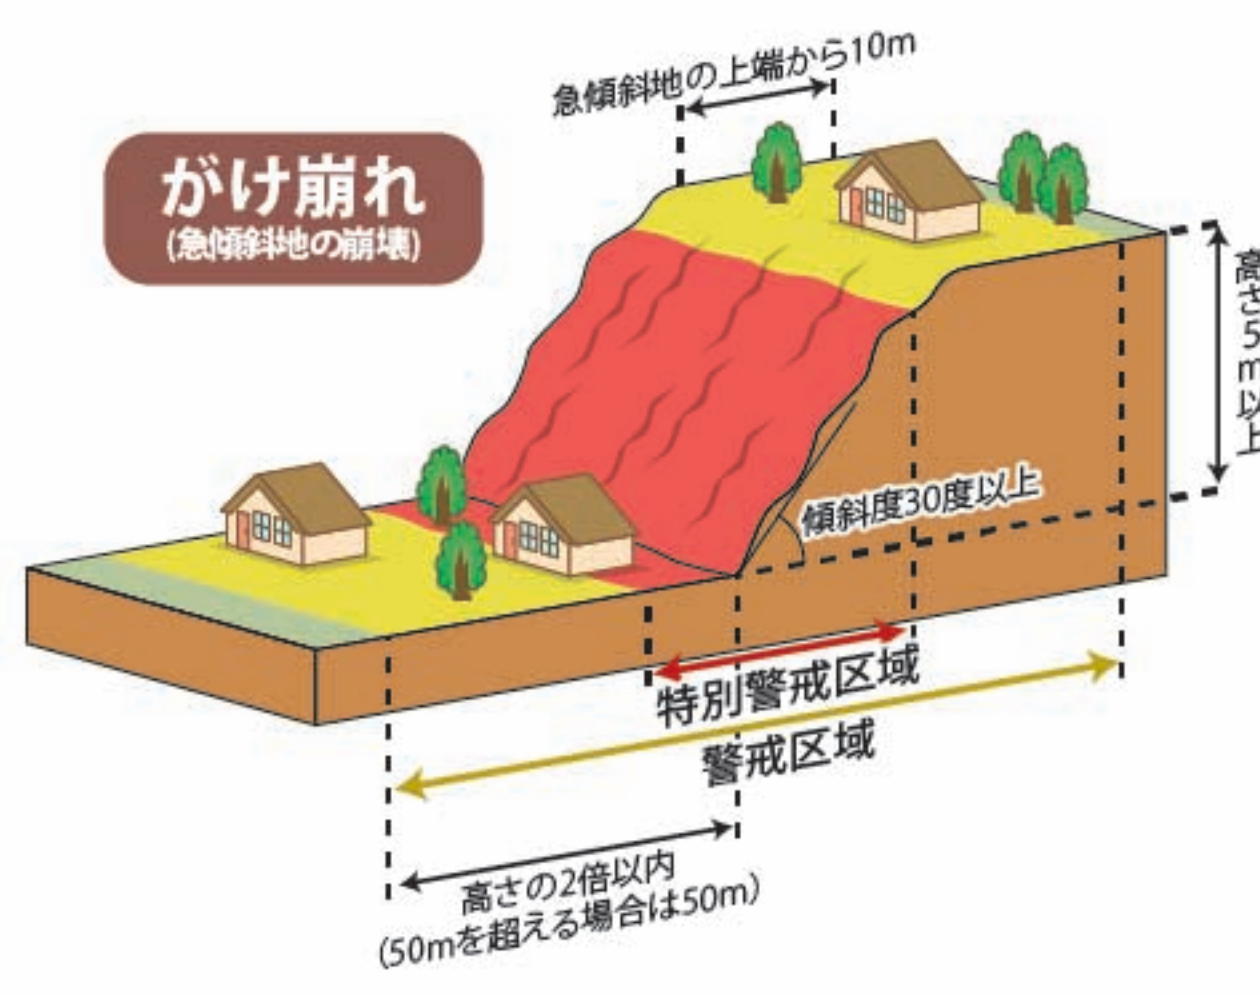 急傾斜地の上端から10m
がけ崩れ
(急傾斜地の崩壊)
高さ5m以上
傾斜度30度以上
特別警戒区域
警戒区域
高さの2倍以内
(50mを超える場合は50m)